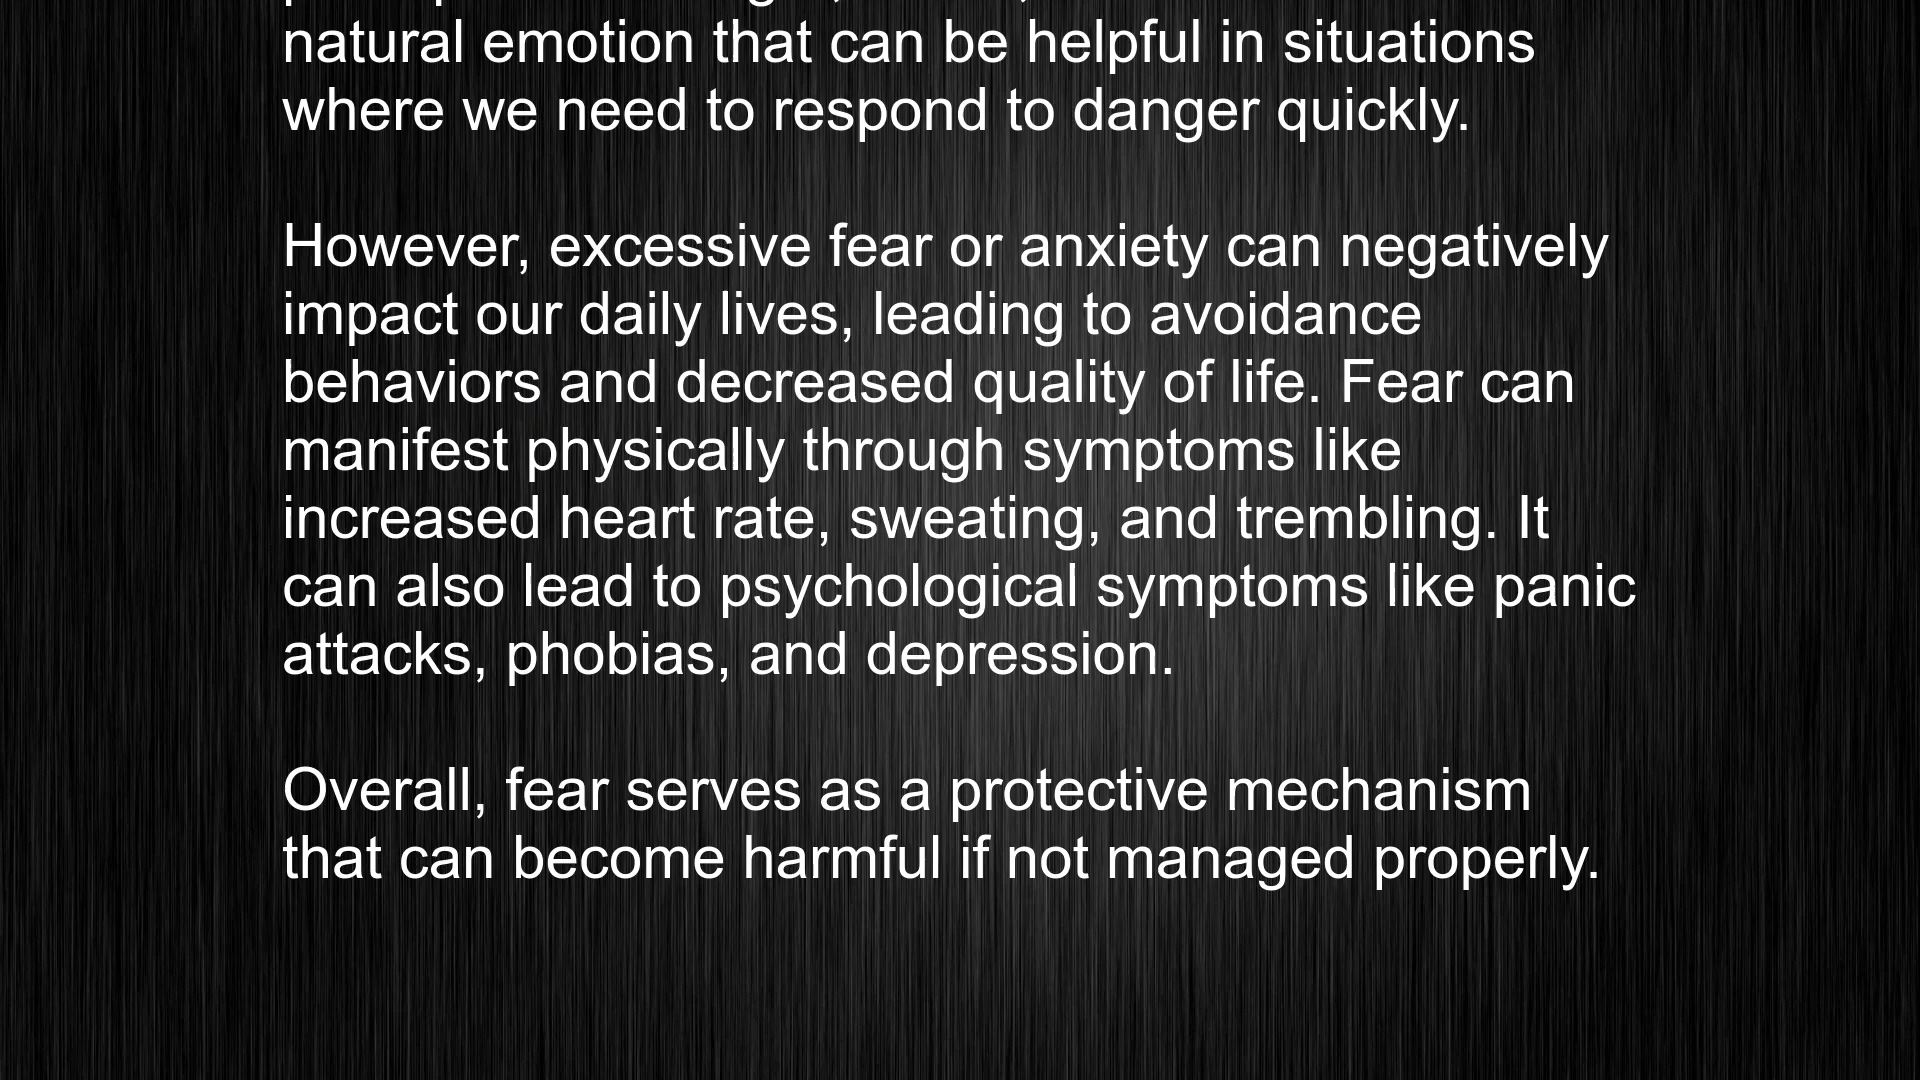 natural emotion that can be helpful in situations
where we need to respond to danger quickly.
However, excessive fear or anxiety can negatively
impact our daily lives, leading to avoidance
behaviors and decreased quality of life. Fear can
manifest physically through symptoms like
increased heart rate, sweating, and trembling. It
can also lead to psychological symptoms like panic
attacks, phobias, and depression.
Overall, fear serves as a protective mechanism
that can become harmful if not managed properly.